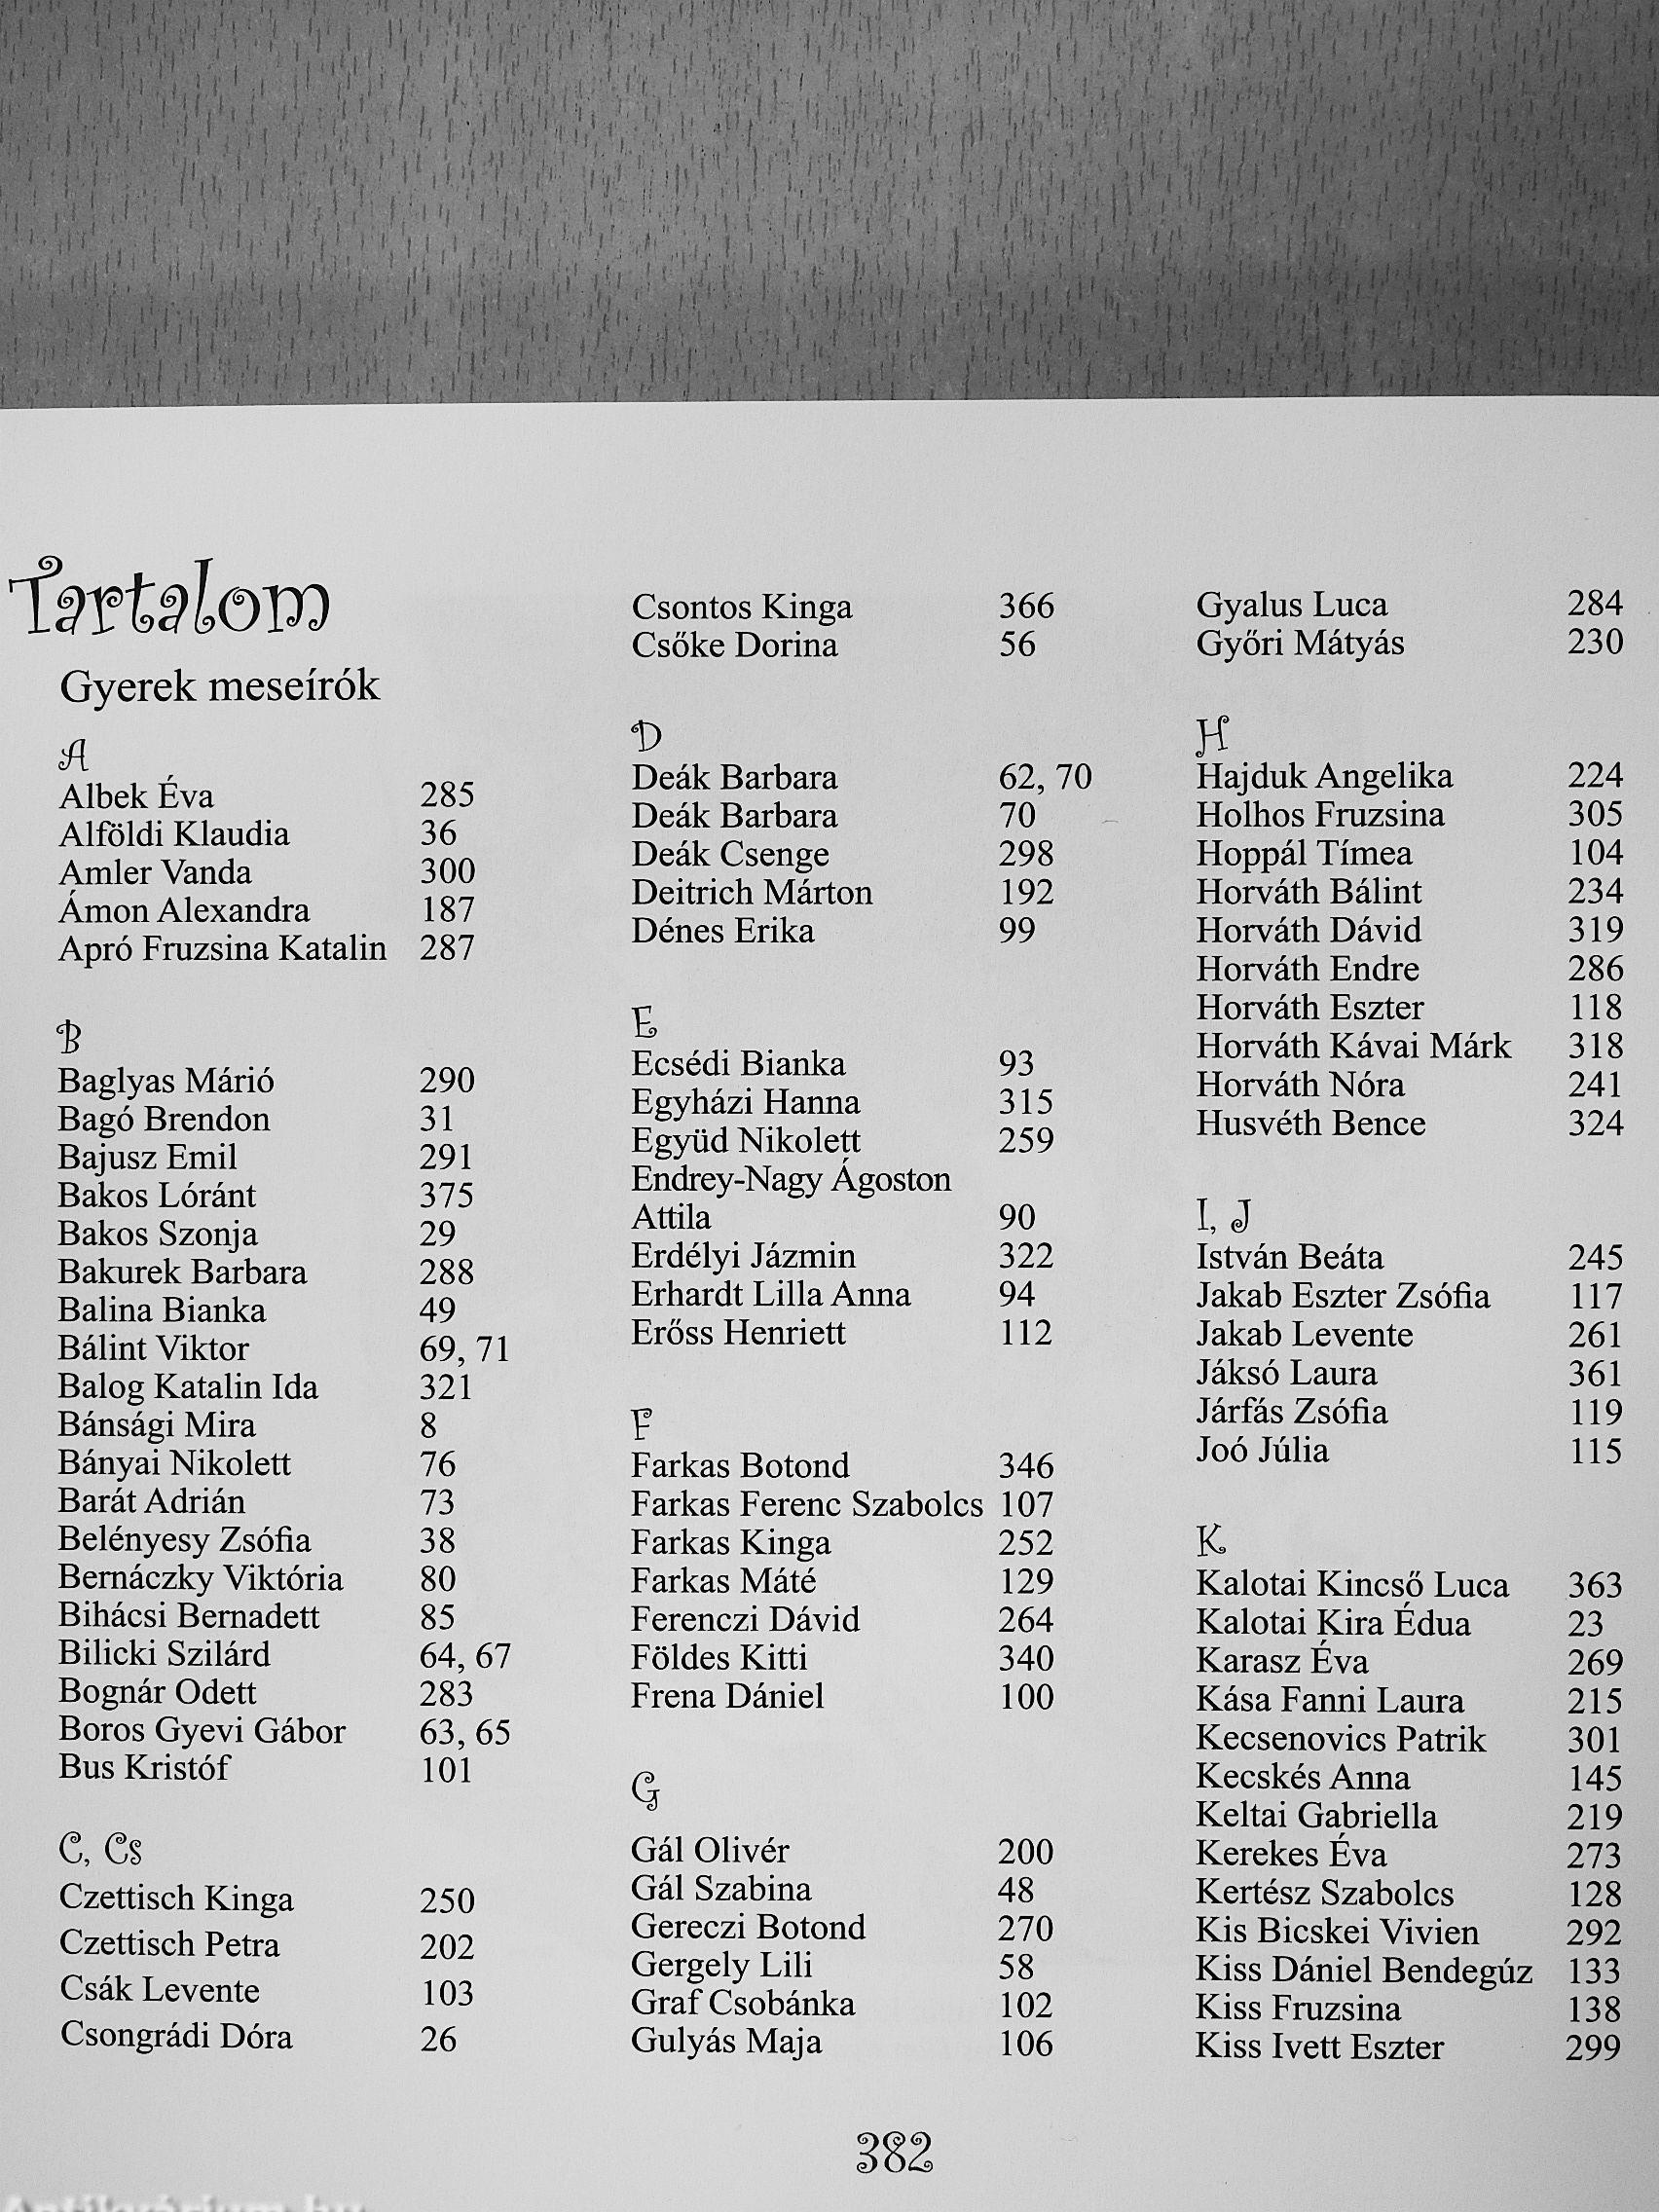 Tartalom
Gyerek meseírók
A
Albek Éva 285
Alföldi Klaudia 36
Amler Vanda 300
Ámon Alexandra 187
Apró Fruzsina Katalin 287
B
Baglyas Márió 290
Bagó Brendon 31
Bajusz Emil 291
Bakos Lóránt 375
Bakos Szonja 29
Bakurek Barbara 288
Balina Bianka 49
Bálint Viktor 69, 71
Balog Katalin Ida 321
Bánsági Mira 8
Bányai Nikolett 76
Barát Adrián 73
Belényesy Zsófia 38
Bernáczky Viktória 80
Bihácsi Bernadett 85
Bilicki Szilárd 64, 67
Bognár Odett 283
Boros Gyevi Gábor 63, 65
Bus Kristóf 101
C, Cs
Czettisch Kinga 250
Czettisch Petra 202
Csák Levente 103
Csongrádi Dóra 26
Csontos Kinga 366
Csőke Dorina 56
D
Deák Barbara 62, 70
Deák Barbara 70
Deák Csenge 298
Deitrich Márton 192
Dénes Erika 99
E
Ecsédi Bianka 93
Egyházi Hanna 315
Együd Nikolett 259
Endrey-Nagy Ágoston
Attila 90
Erdélyi Jázmin 322
Erhardt Lilla Anna 94
Erőss Henriett 112
F
Farkas Botond 346
Farkas Ferenc Szabolcs 107
Farkas Kinga 252
Farkas Máté 129
Ferenczi Dávid 264
Földes Kitti 340
Frena Dániel 100
G
Gál Olivér 200
Gál Szabina 48
Gereczi Botond 270
Gergely Lili 58
Graf Csobánka 102
Gulyás Maja 106
Gyalus Luca 284
Győri Mátyás 230
H
Hajduk Angelika 224
Holhos Fruzsina 305
Hoppál Tímea 104
Horváth Bálint 234
Horváth Dávid 319
Horváth Endre 286
Horváth Eszter 118
Horváth Kávai Márk 318
Horváth Nóra 241
Husvéth Bence 324
I, J
István Beáta 245
Jakab Eszter Zsófia 117
Jakab Levente 261
Jáksó Laura 361
Járfás Zsófia 119
Joó Júlia 115
K
Kalotai Kincső Luca 363
Kalotai Kira Édua 23
Karasz Éva 269
Kása Fanni Laura 215
Kecsenovics Patrik 301
Kecskés Anna 145
Keltai Gabriella 219
Kerekes Éva 273
Kertész Szabolcs 128
Kis Bicskei Vivien 292
Kiss Dániel Bendegúz 133
Kiss Fruzsina 138
Kiss Ivett Eszter 299
382